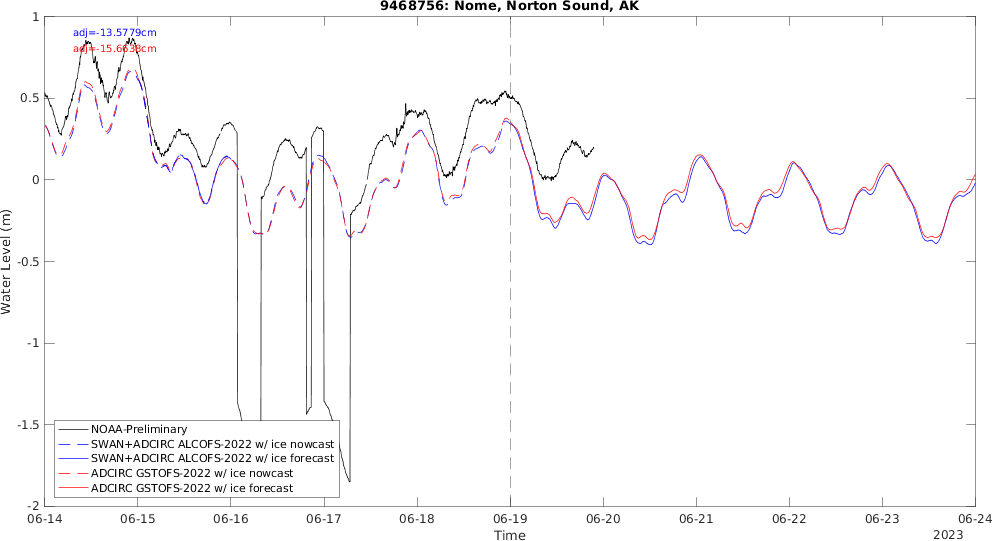 9468756: Nome, Norton Sound, AK
adj=-13.5779cm
adj=-15.6638cm
1
0.5
0
-0.5
-1
-1.5
-2
Water Level (m)
NOAA-Preliminary
SWAN+ADCIRC ALCOFS-2022 w/ ice nowcast
SWAN+ADCIRC ALCOFS-2022 w/ ice forecast
ADCIRC GSTOFS-2022 w/ ice nowcast
ADCIRC GSTOFS-2022 w/ ice forecast
06-14 06-15 06-16 06-17 06-18 06-19 06-20 06-21 06-22 06-23 06-24
Time
2023